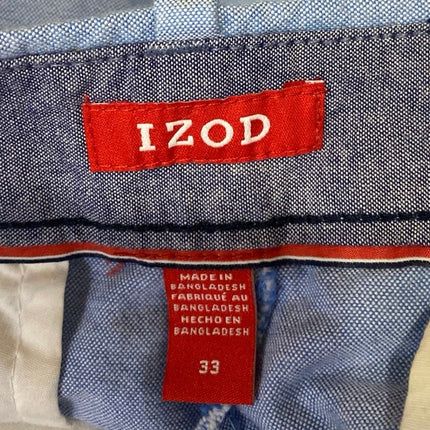 IZOD
MADE IN
BANGLADESH
FABRIQUÉ AU
BANGLADESH
HECHO EN
BANGLADESH
33